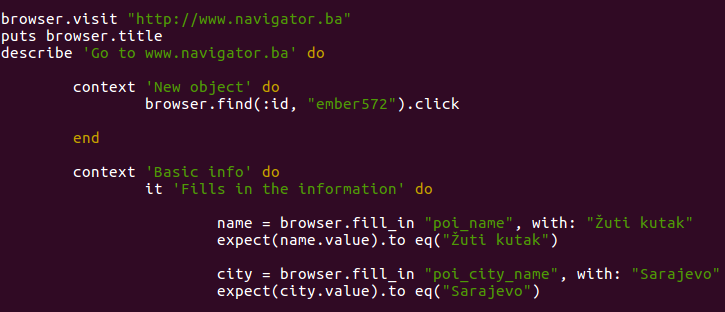 browser.visit "http://www.navigator.ba"
puts browser.title
describe 'Go to www.navigator.ba' do
context 'New object' do
browser.find(:id, "ember572").click
end
context 'Basic info' do
it 'Fills in the information' do
name = browser.fill_in "poi_name", with: "Žuti kutak"
expect(name.value).to eq("Žuti kutak")
city = browser.fill_in "poi_city_name", with: "Sarajevo"
expect(city.value).to eq("Sarajevo")